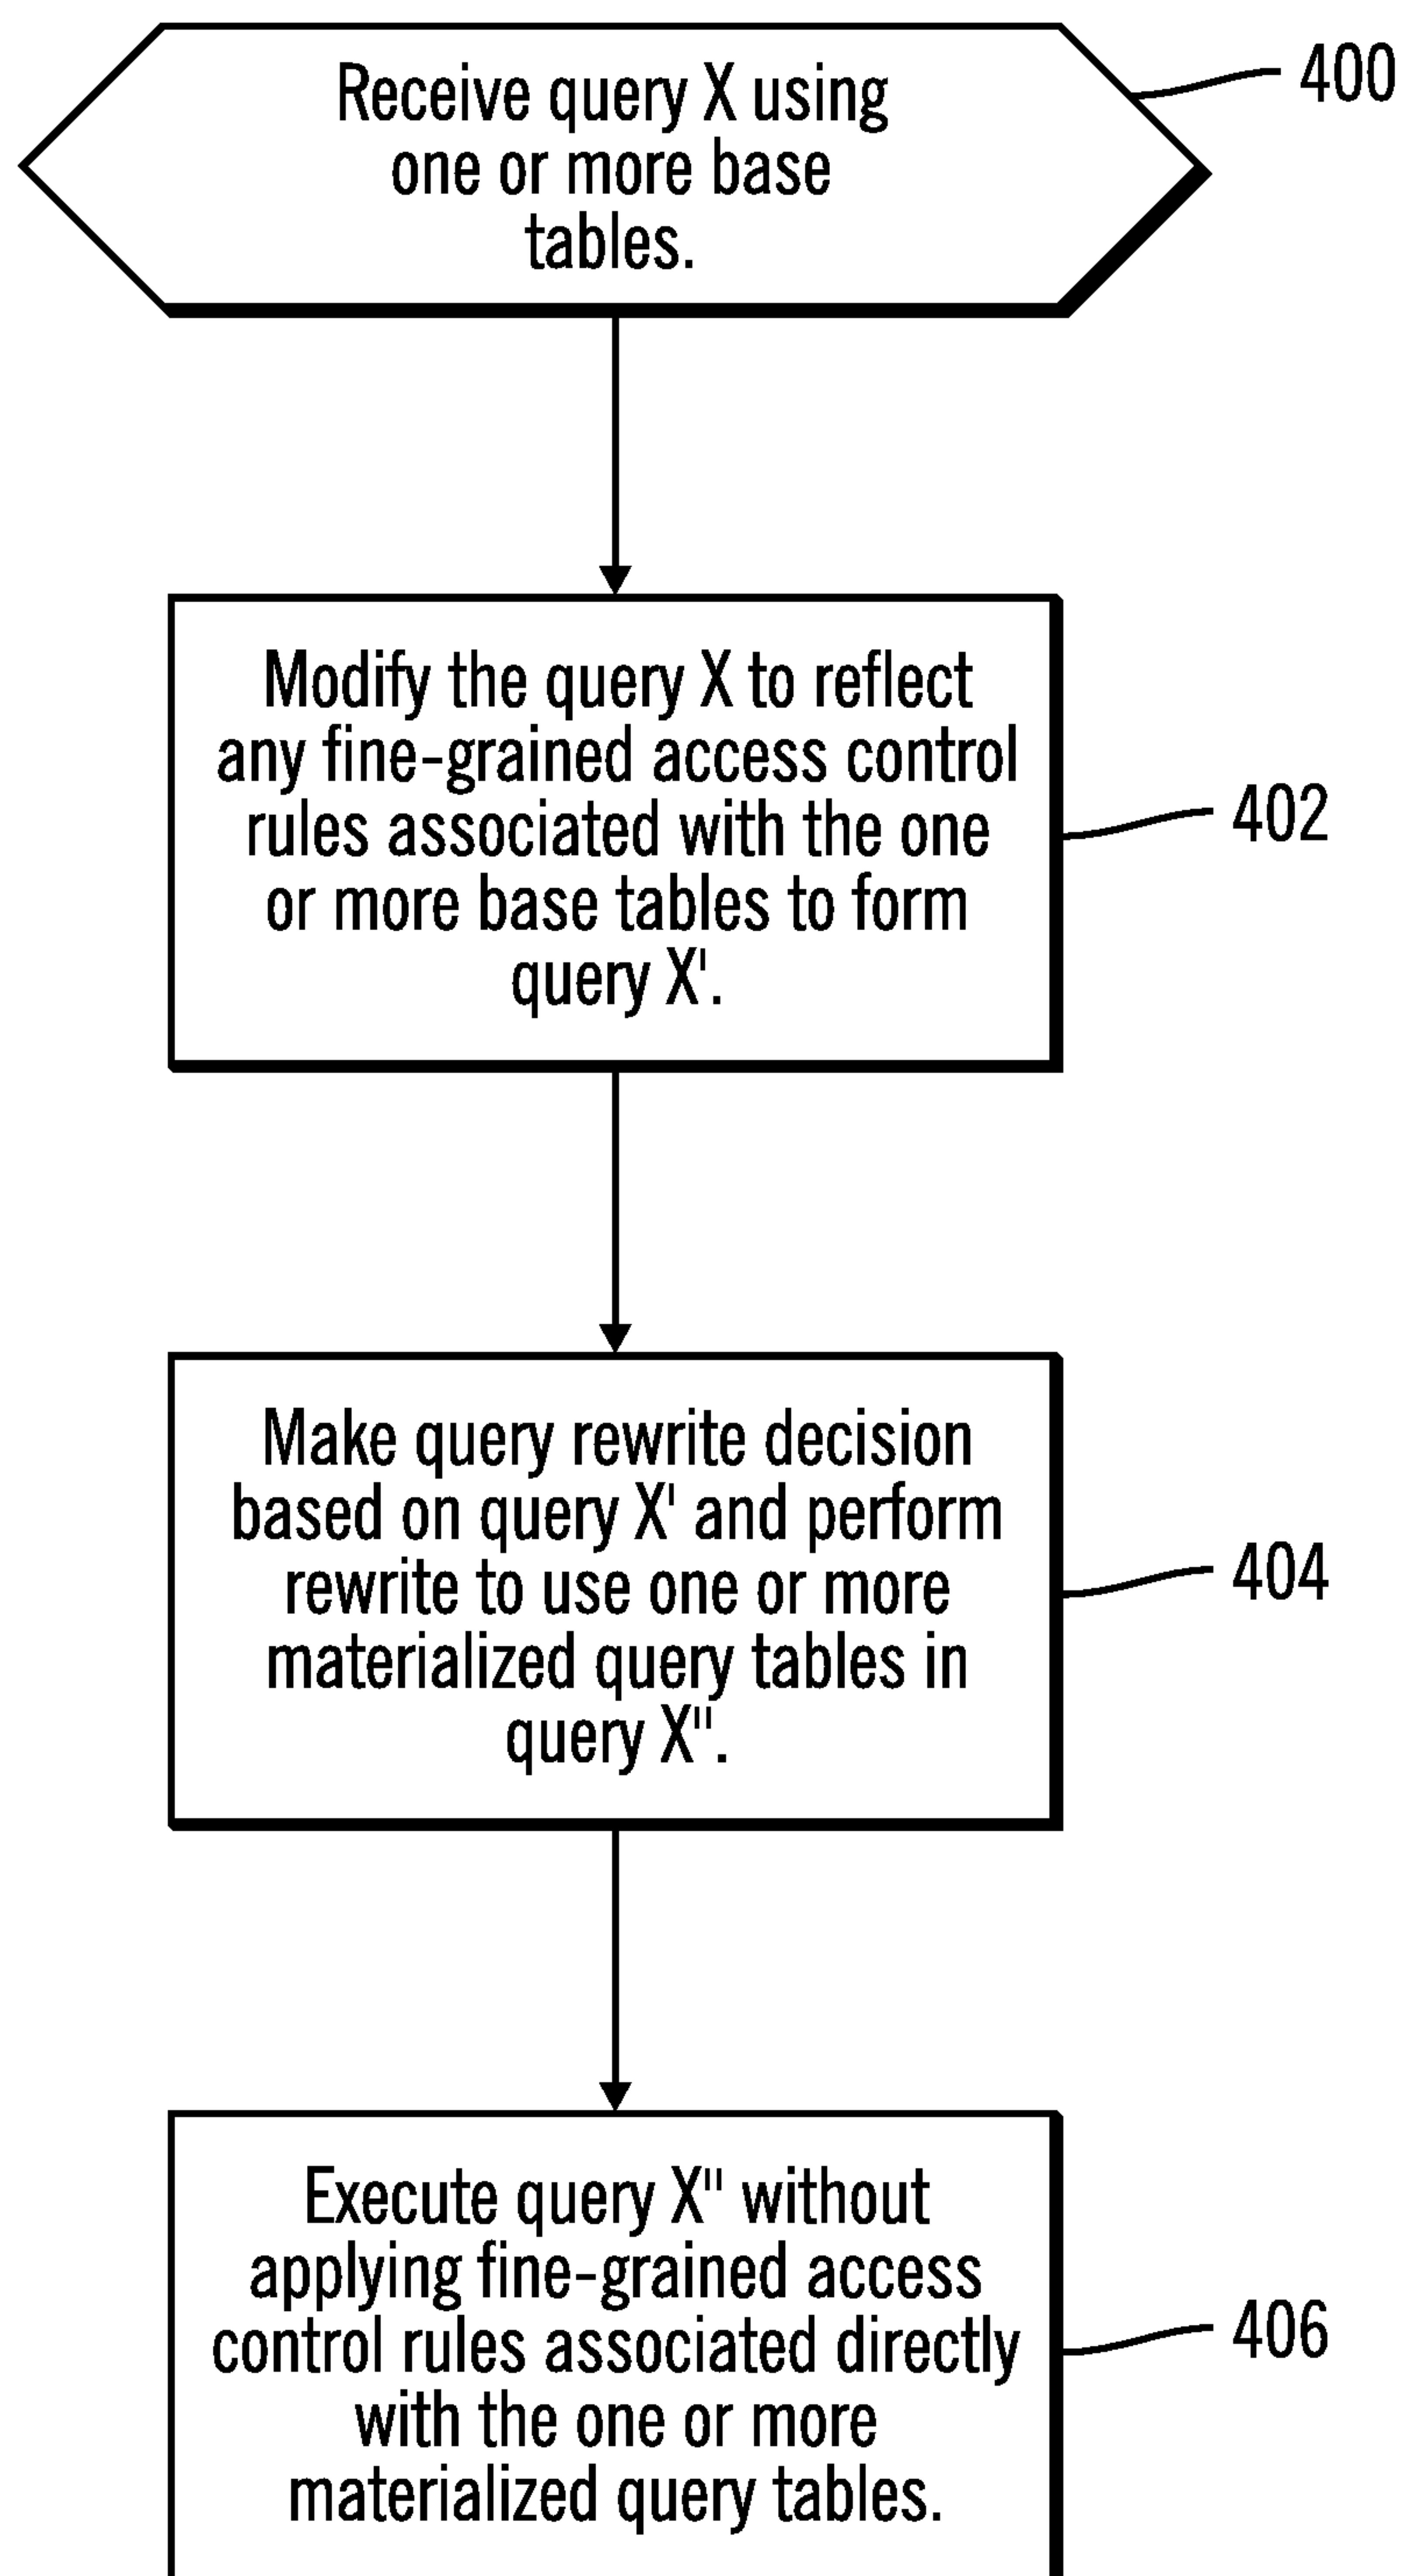 Receive query X using
one or more base
tables.
400
Modify the query X to reflect
any fine-grained access control
rules associated with the one
or more base tables to form
query X'.
402
Make query rewrite decision
based on query X' and perform
rewrite to use one or more
materialized query tables in
query X".
404
Execute query X" without
applying fine-grained access
control rules associated directly
with the one or more
materialized query tables.
406